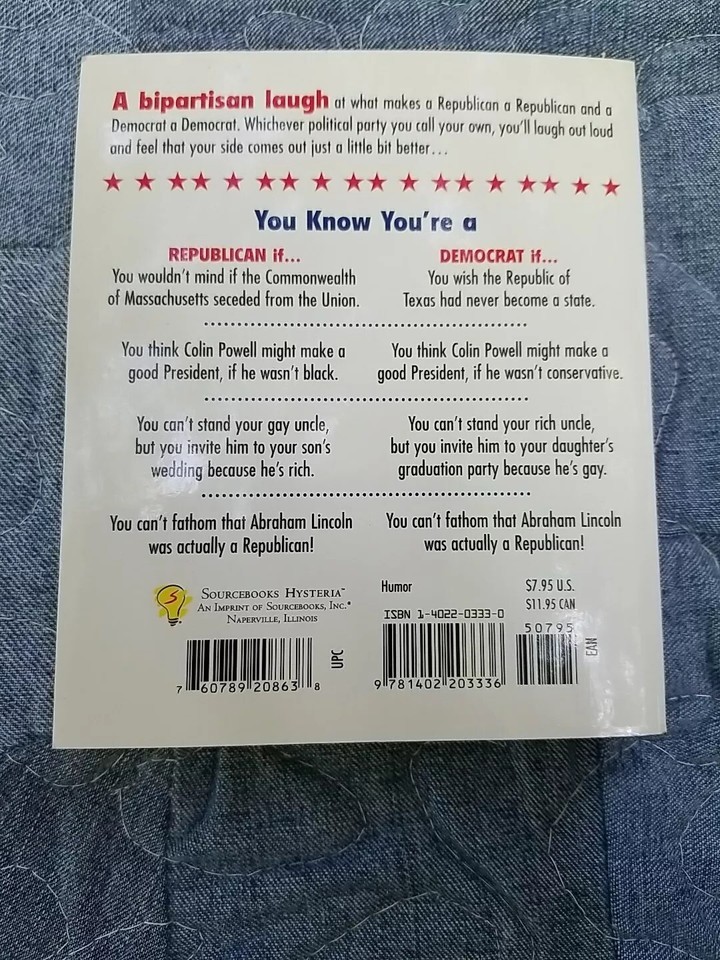 A bipartisan laugh at what makes a Republican a Republican and a
Democrat a Democrat. Whichever political party you call your own, you'll laugh out loud
and feel that your side comes out just a little bit better...
You Know You're a
REPUBLICAN if...
You wouldn't mind if the Commonwealth
of Massachusetts seceded from the Union.
DEMOCRAT if...
You wish the Republic of
Texas had never become a state.
You think Colin Powell might make a
good President, if he wasn't black.
You think Colin Powell might make a
good President, if he wasn't conservative.
You can't stand your gay uncle,
but you invite him to your son's
wedding because he's rich.
You can't stand your rich uncle,
but you invite him to your daughter's
graduation party because he's gay.
You can't fathom that Abraham Lincoln
was actually a Republican!
You can't fathom that Abraham Lincoln
was actually a Republican!
S
SOURCEBOOKS HYSTERIA™
AN IMPRINT OF SOURCEBOOKS, INC.®
NAPERVILLE, ILLINOIS
Humor
$7.95 U.S.
$11.95 CAN
ISBN 1-4022-0333-0
50795
EAN
UPC
7 60789 20863 8
9 781402 203336